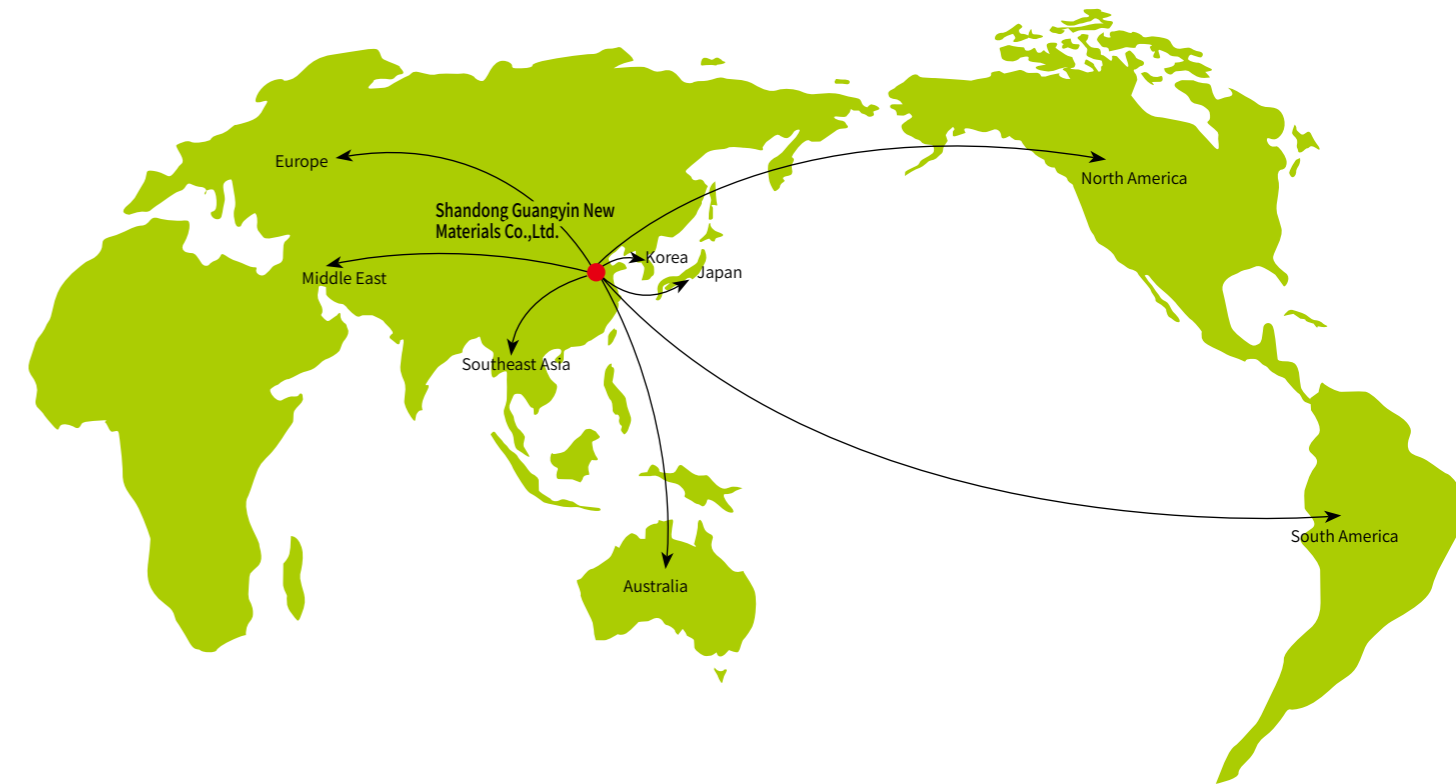 Europe
North America
Shandong Guangyin New
Materials Co.,Ltd.
Korea
Japan
Middle East
Southeast Asia
South America
Australia